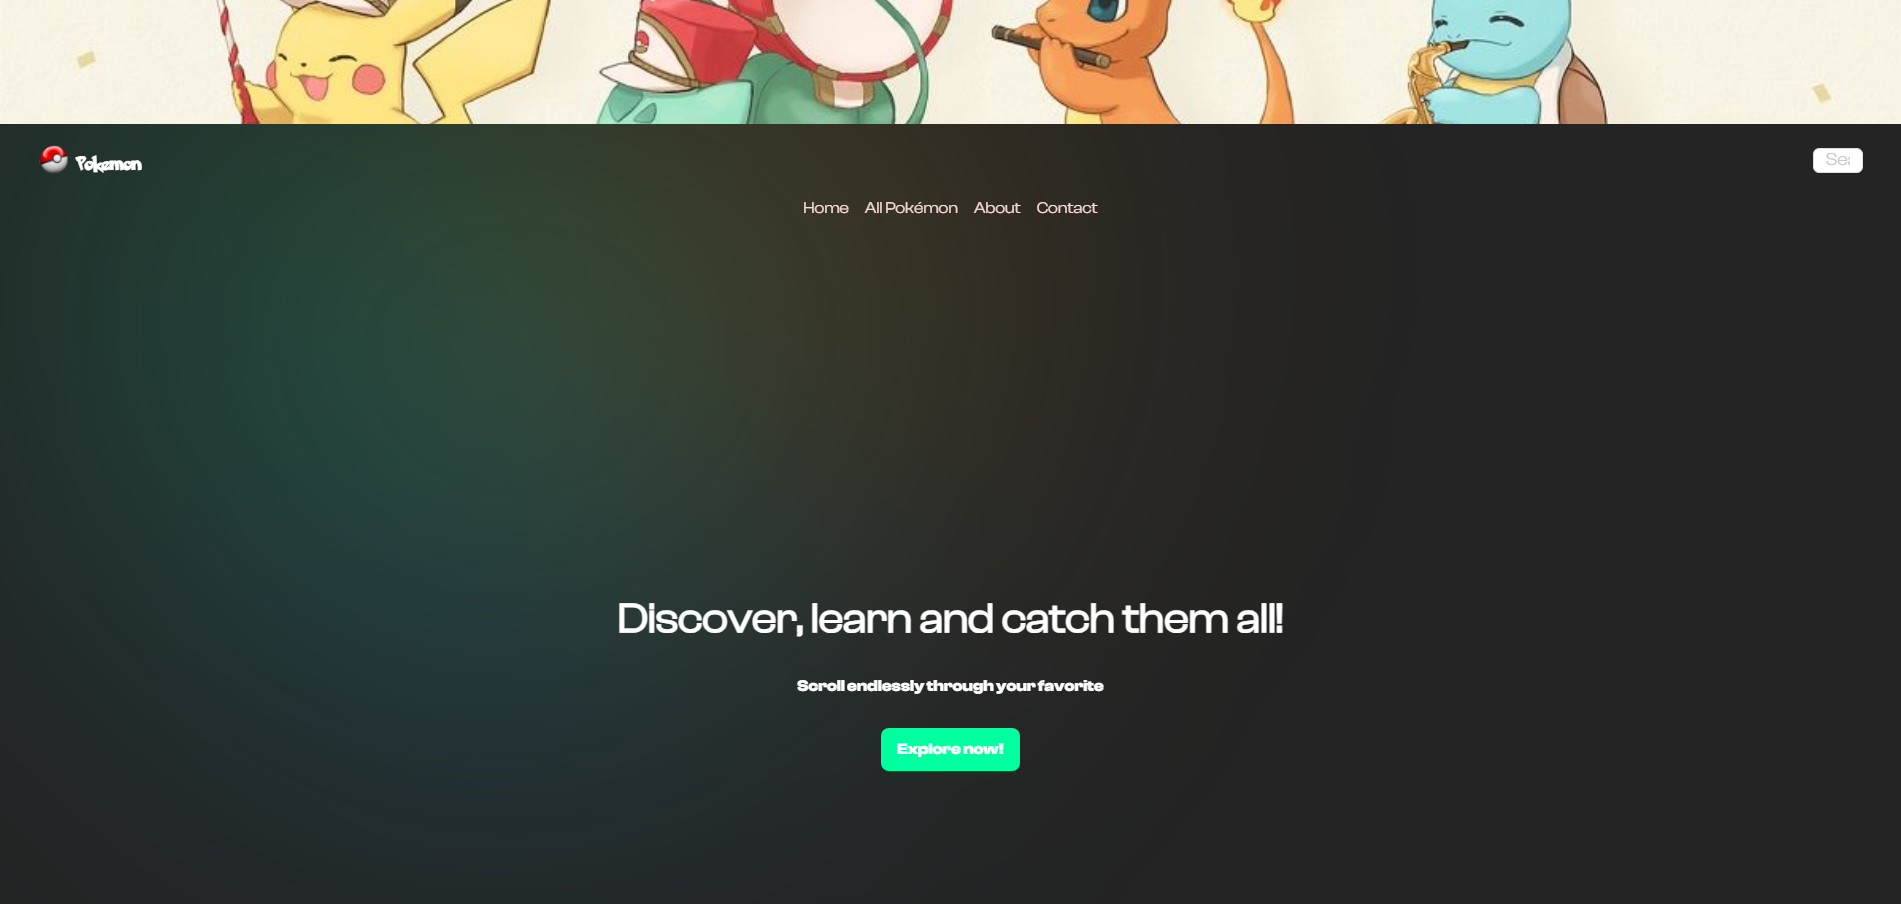 Pokemon
Sea
Home All Pokémon About Contact
Discover, learn and catch them all!
Scroll endlessly through your favorite
Explore now!